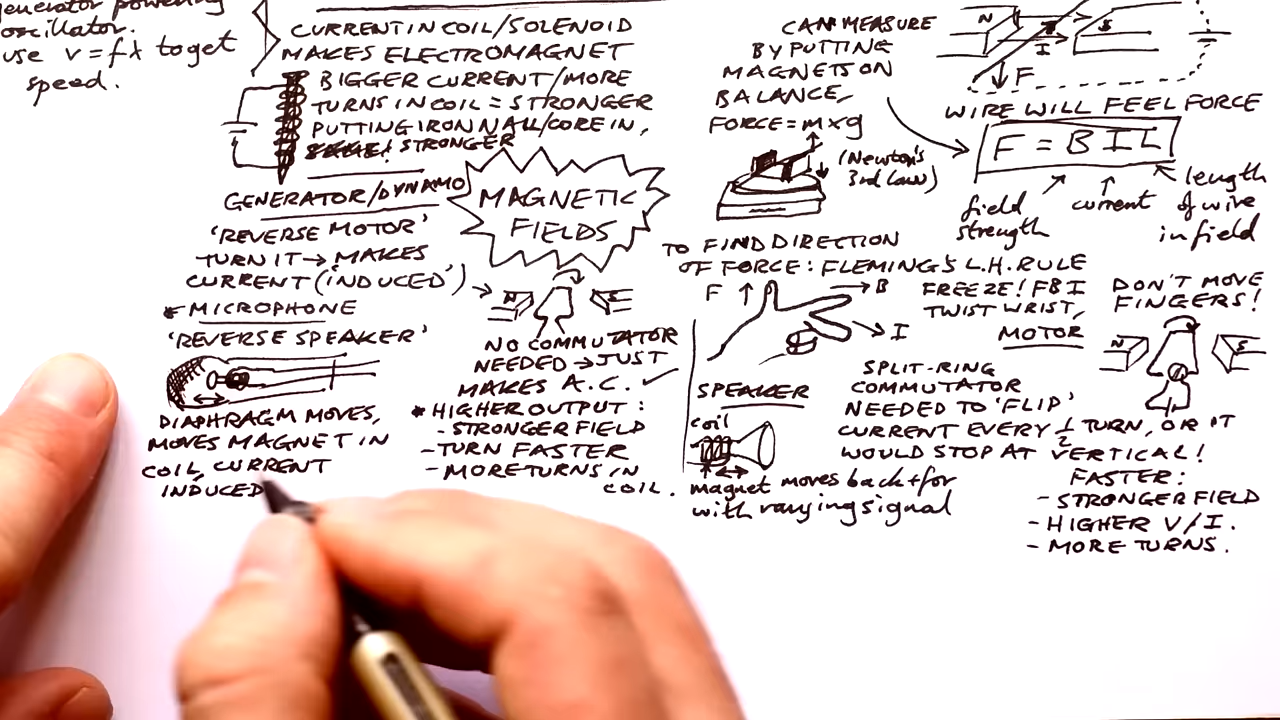 generator powering
oscillator.
use v = fλ to get
speed.
CURRENT IN COIL/SOLENOID
MAKES ELECTROMAGNET
BIGGER CURRENT/MORE
TURNS IN COIL = STRONGER
PUTTING IRON NAIL/CORE IN,
STRONGER
GENERATOR/DYNAMO
'REVERSE MOTOR'
TURN IT → MAKES
CURRENT ('INDUCED')
* MICROPHONE
'REVERSE SPEAKER'
DIAPHRAGM MOVES,
MOVES MAGNET IN
COIL, CURRENT
INDUCED
MAGNETIC
FIELDS
N S
NO COMMUTATOR
NEEDED → JUST
MAKES A.C. ✓
* HIGHER OUTPUT:
- STRONGER FIELD
- TURN FASTER
- MORE TURNS IN
COIL.
CAN MEASURE
BY PUTTING
MAGNETS ON
BALANCE,
FORCE = m x g
(Newton's
3rd Law)
N S
I
F
WIRE WILL FEEL FORCE
F = BIL
field
strength
current
length
of wire
in field
TO FIND DIRECTION
OF FORCE: FLEMING'S L.H. RULE
F B
I
FREEZE! FBI
TWIST WRIST,
DON'T MOVE
FINGERS!
SPEAKER
coil
magnet moves back + for
with varying signal
MOTOR
N S
SPLIT-RING
COMMUTATOR
NEEDED TO 'FLIP'
CURRENT EVERY 1/2 TURN, OR IT
WOULD STOP AT VERTICAL!
FASTER:
- STRONGER FIELD
- HIGHER V/I.
- MORE TURNS.